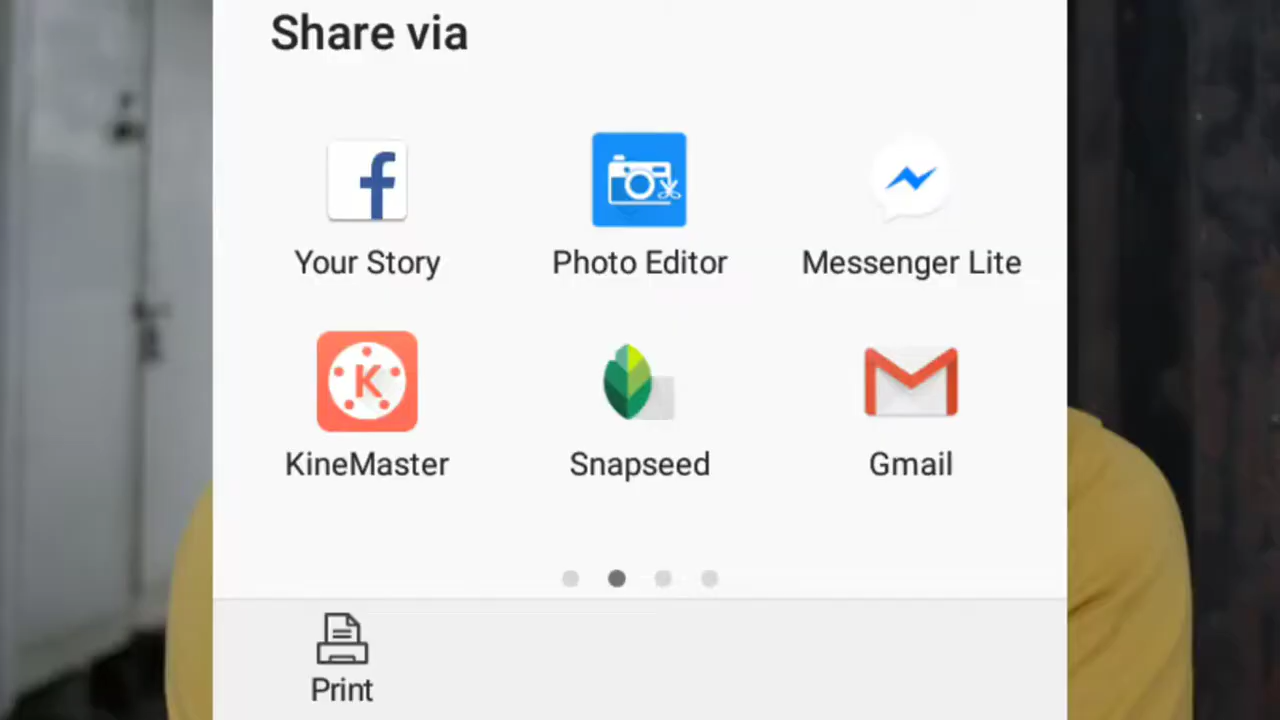 Share via
Your Story
Photo Editor
Messenger Lite
KineMaster
Snapseed
Gmail
Print